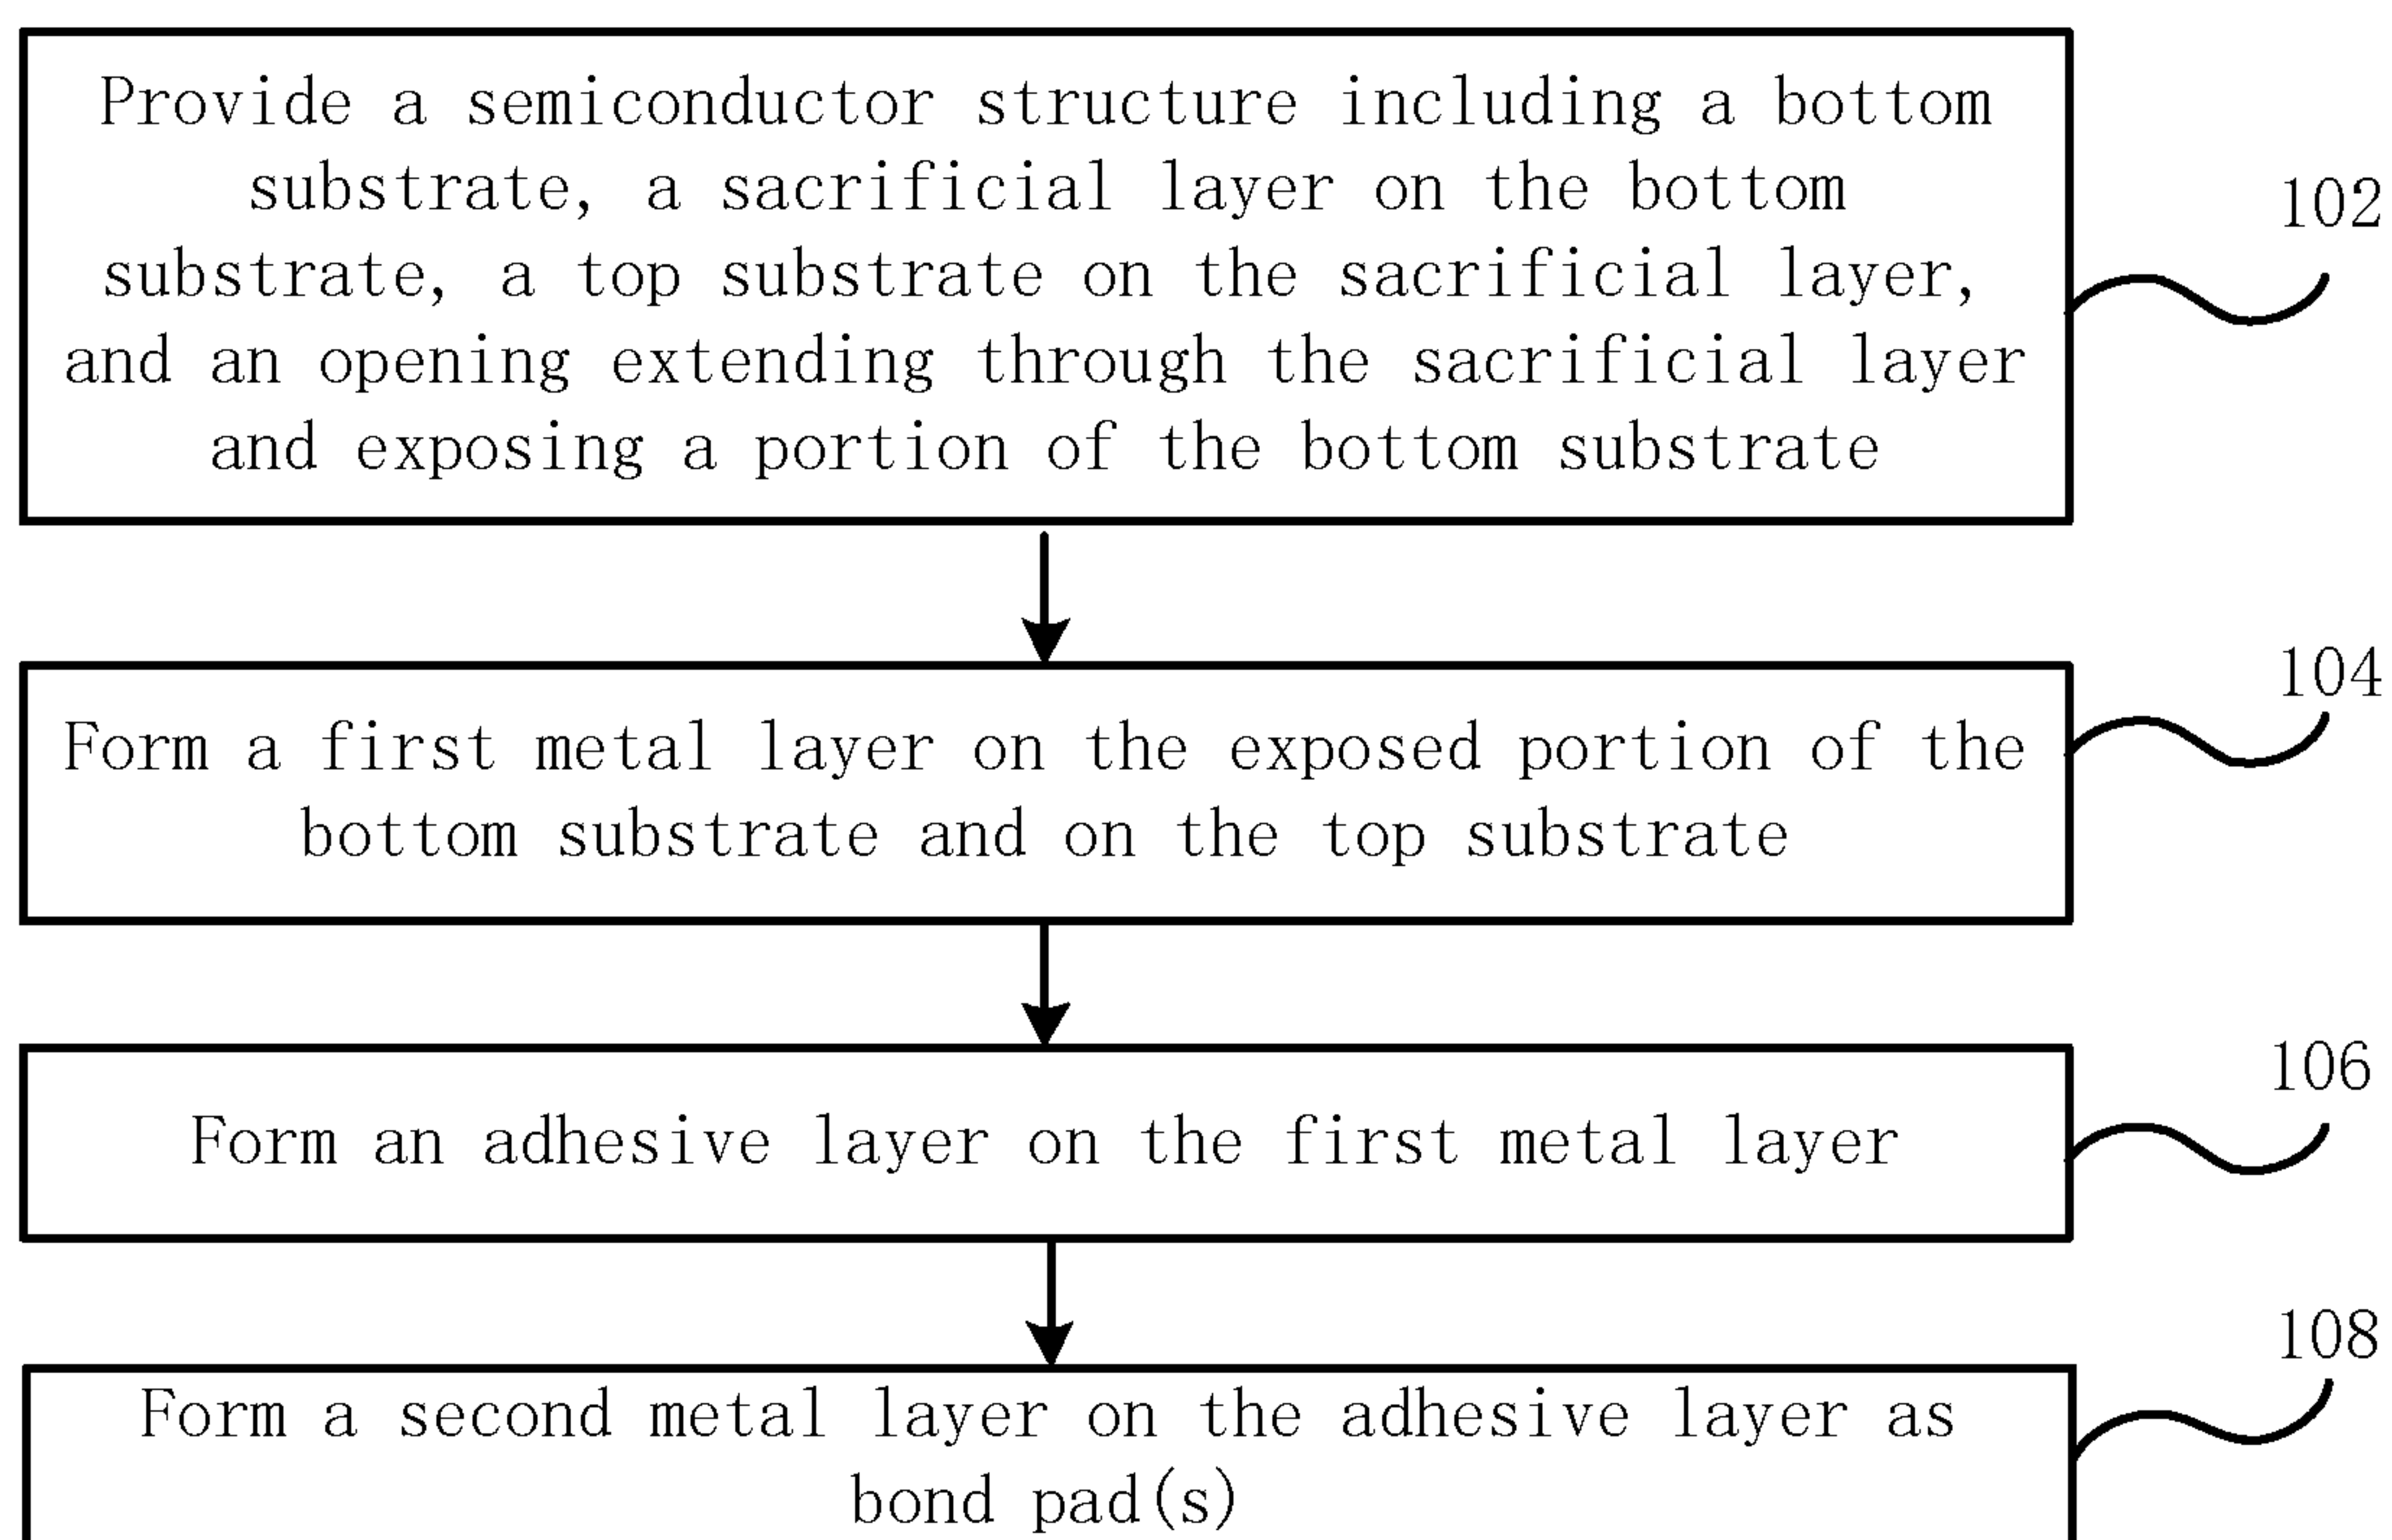 Provide a semiconductor structure including a bottom
substrate, a sacrificial layer on the bottom
substrate, a top substrate on the sacrificial layer,
and an opening extending through the sacrificial layer
and exposing a portion of the bottom substrate
102
Form a first metal layer on the exposed portion of the
bottom substrate and on the top substrate
104
Form an adhesive layer on the first metal layer
106
Form a second metal layer on the adhesive layer as
bond pad(s)
108